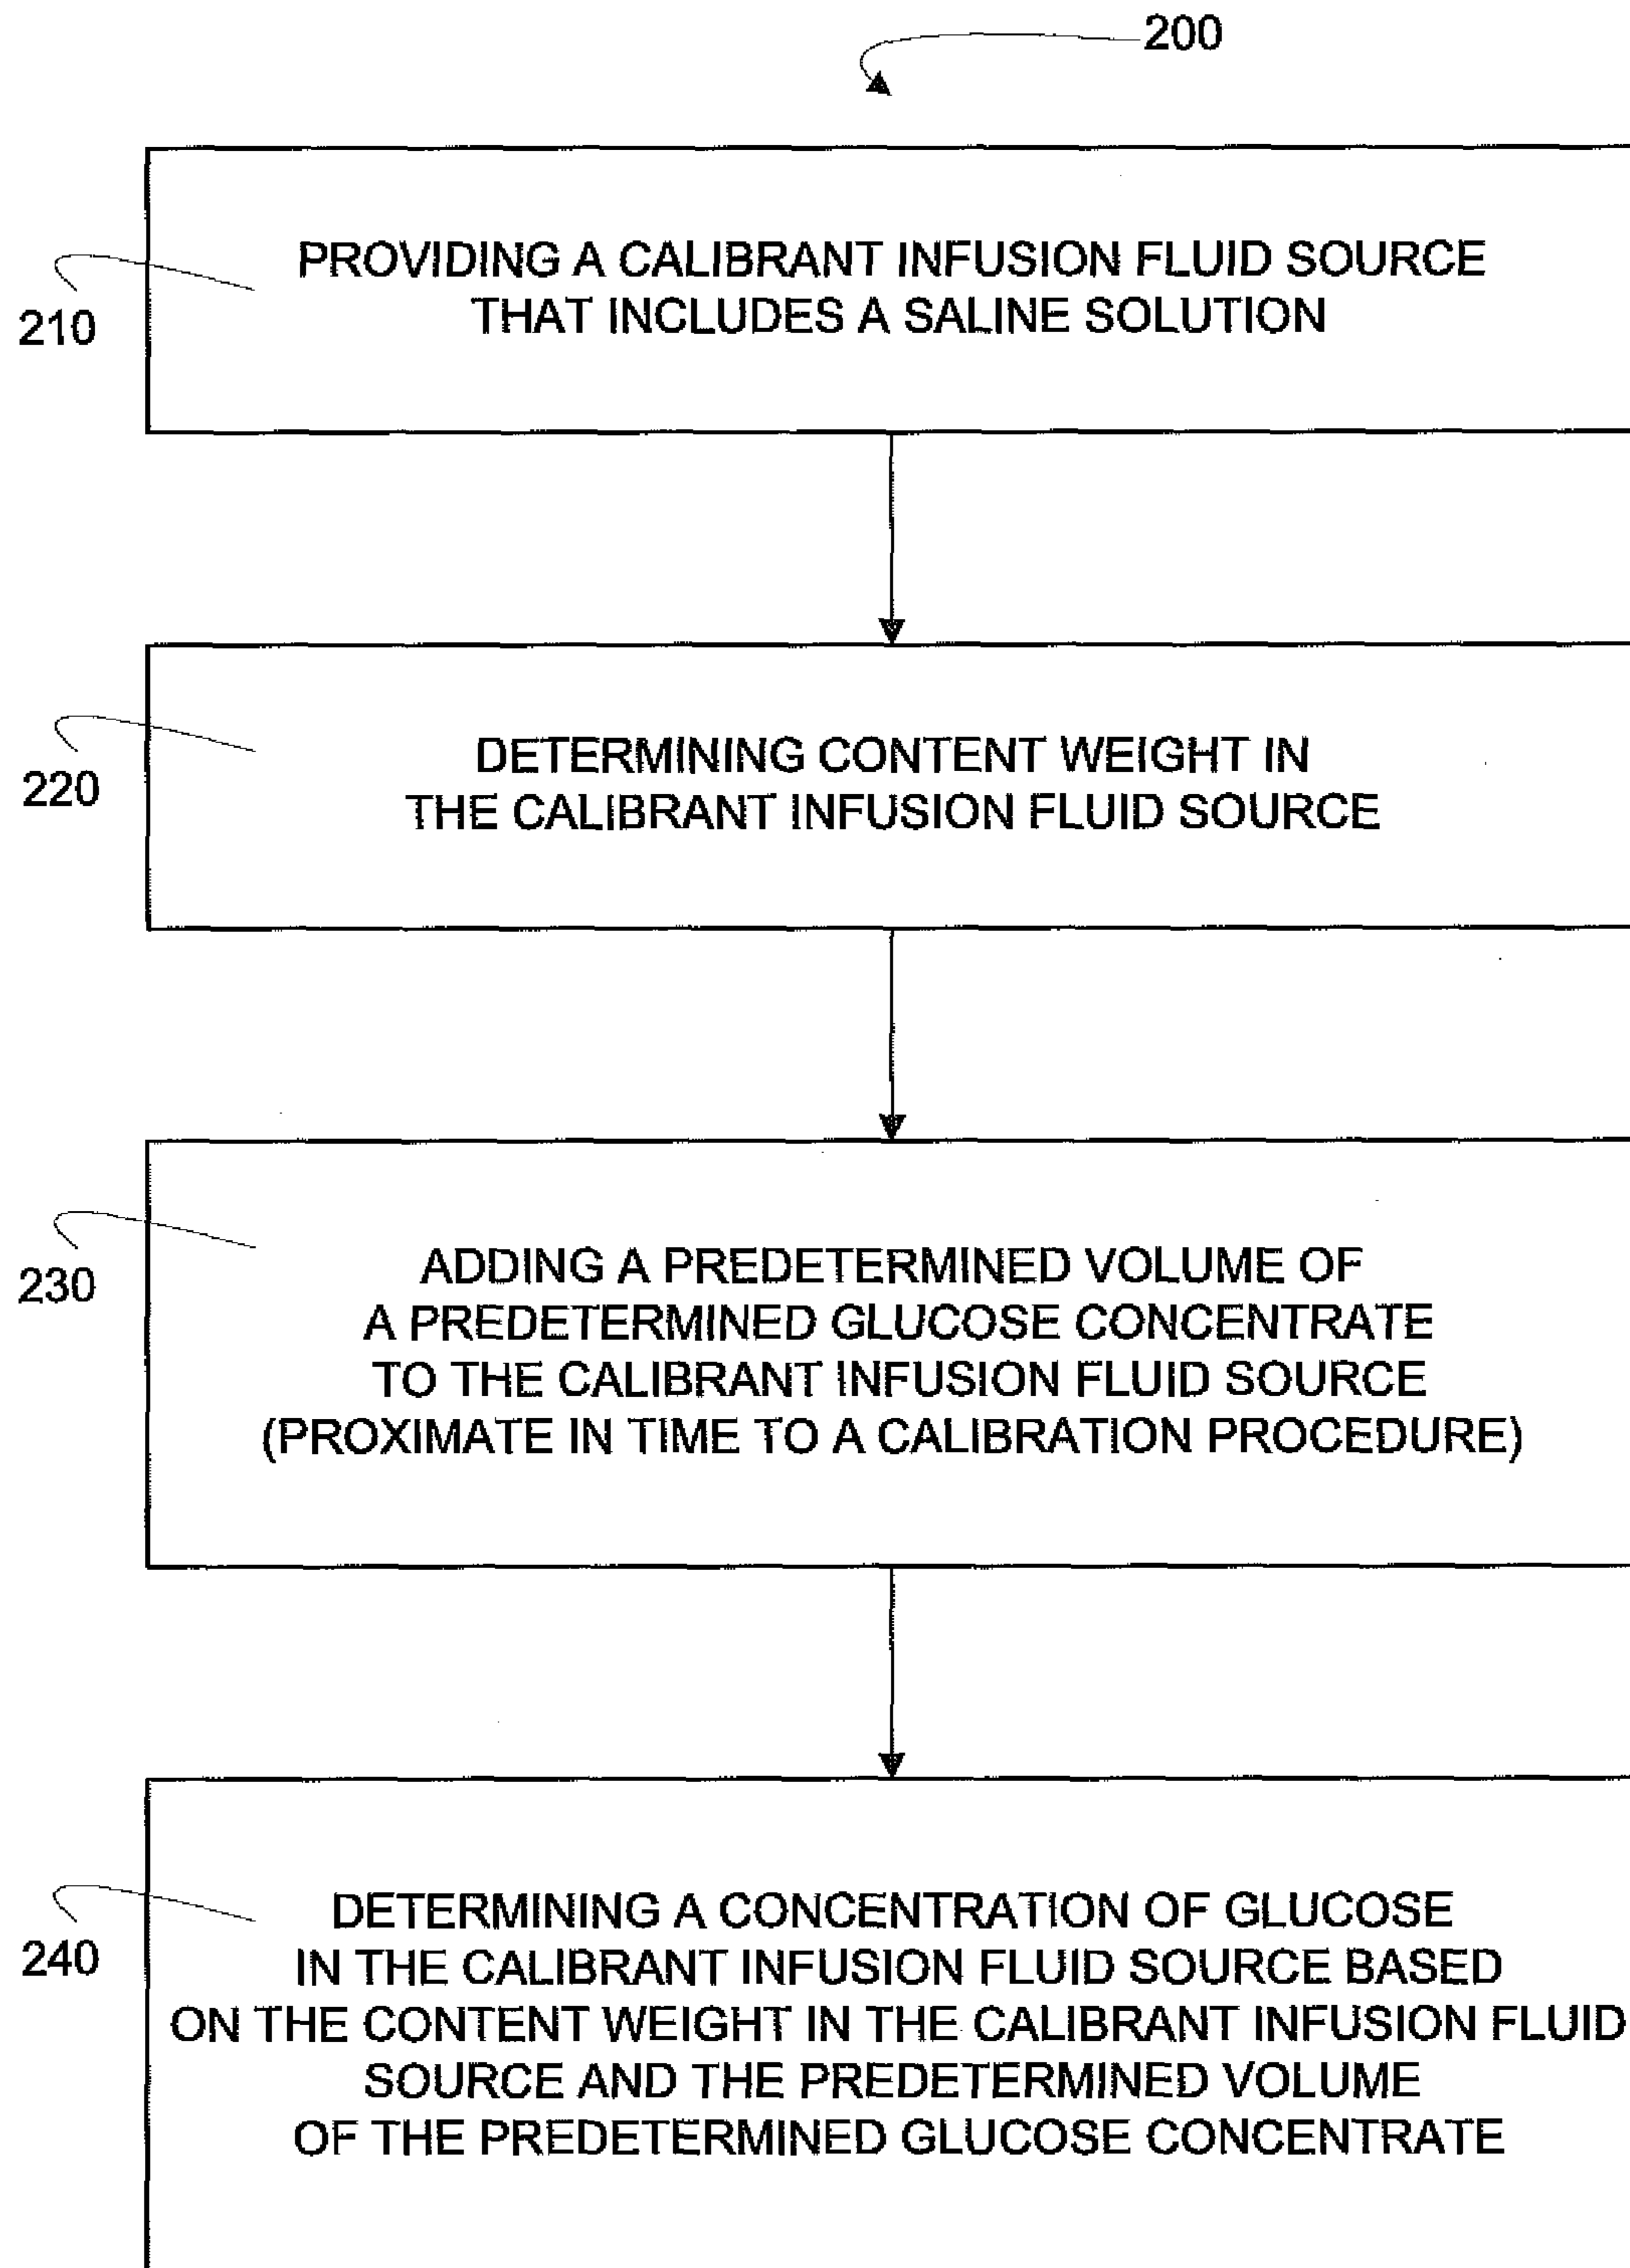 200
PROVIDING A CALIBRANT INFUSION FLUID SOURCE
THAT INCLUDES A SALINE SOLUTION
210
DETERMINING CONTENT WEIGHT IN
THE CALIBRANT INFUSION FLUID SOURCE
220
ADDING A PREDETERMINED VOLUME OF
A PREDETERMINED GLUCOSE CONCENTRATE
TO THE CALIBRANT INFUSION FLUID SOURCE
(PROXIMATE IN TIME TO A CALIBRATION PROCEDURE)
230
DETERMINING A CONCENTRATION OF GLUCOSE
IN THE CALIBRANT INFUSION FLUID SOURCE BASED
ON THE CONTENT WEIGHT IN THE CALIBRANT INFUSION FLUID
SOURCE AND THE PREDETERMINED VOLUME
OF THE PREDETERMINED GLUCOSE CONCENTRATE
240